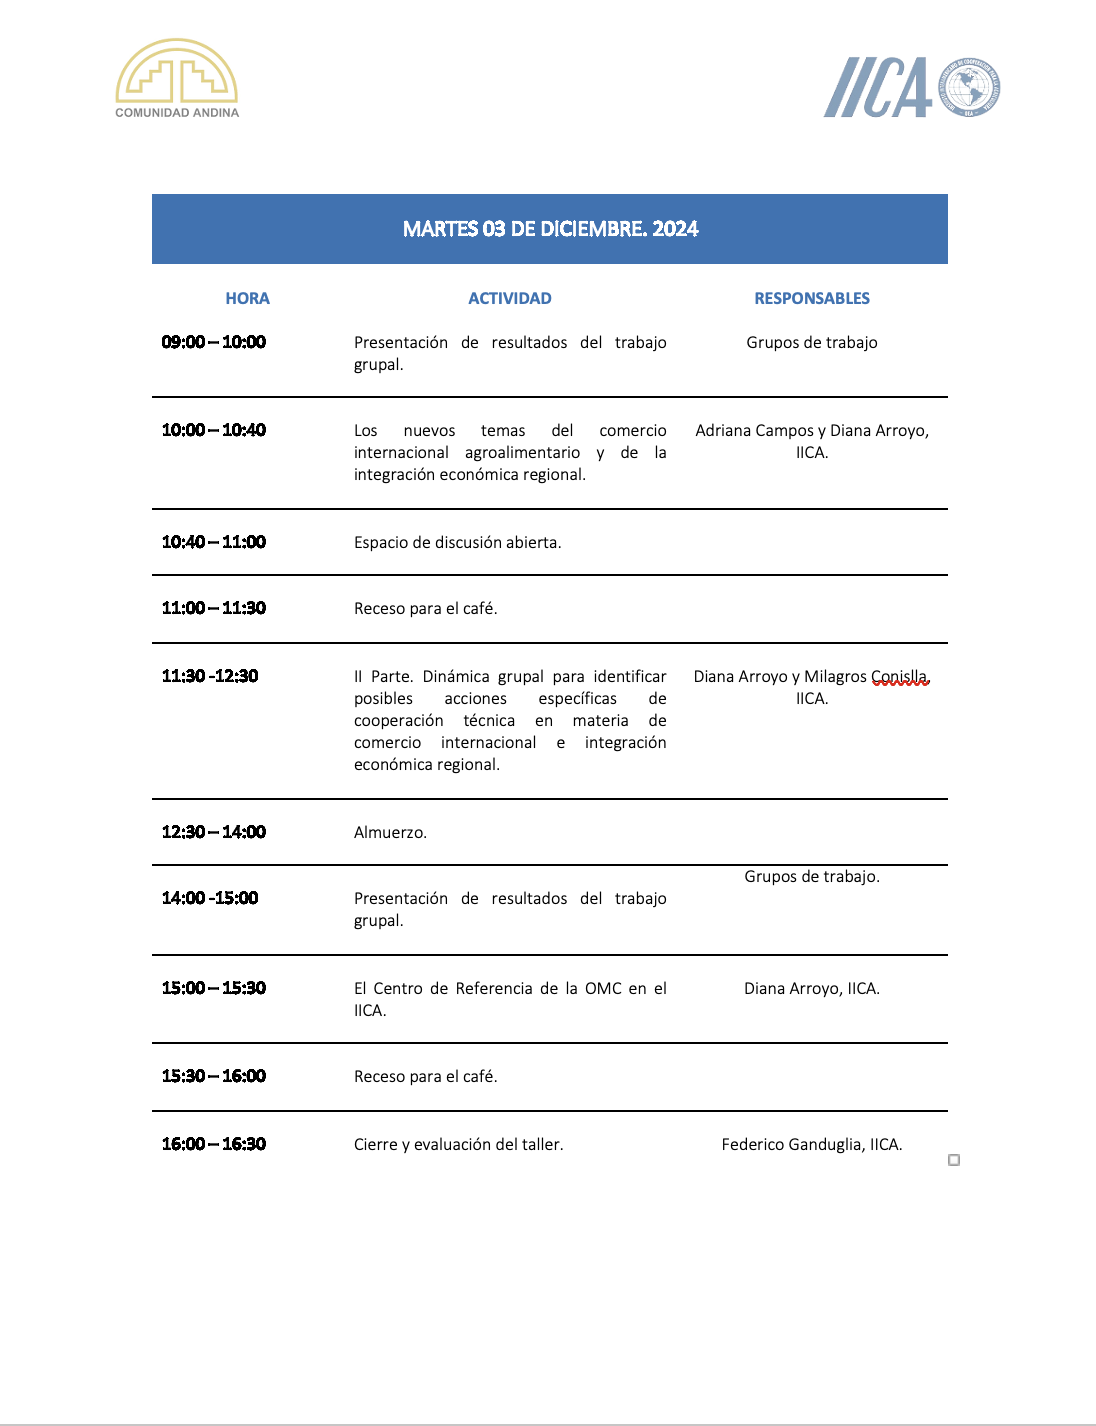 COMUNIDAD ANDINA
IICA
MARTES 03 DE DICIEMBRE. 2024
HORA ACTIVIDAD RESPONSABLES
09:00 – 10:00 Presentación de resultados del trabajo Grupos de trabajo
grupal.
10:00 – 10:40 Los nuevos temas del comercio Adriana Campos y Diana Arroyo,
internacional agroalimentario y de la IICA.
integración económica regional.
10:40 – 11:00 Espacio de discusión abierta.
11:00 – 11:30 Receso para el café.
11:30 -12:30 II Parte. Dinámica grupal para identificar Diana Arroyo y Milagros Conislla,
posibles acciones específicas de IICA.
cooperación técnica en materia de
comercio internacional e integración
económica regional.
12:30 – 14:00 Almuerzo.
Grupos de trabajo.
14:00 -15:00 Presentación de resultados del trabajo
grupal.
15:00 – 15:30 El Centro de Referencia de la OMC en el Diana Arroyo, IICA.
IICA.
15:30 – 16:00 Receso para el café.
16:00 – 16:30 Cierre y evaluación del taller. Federico Ganduglia, IICA.